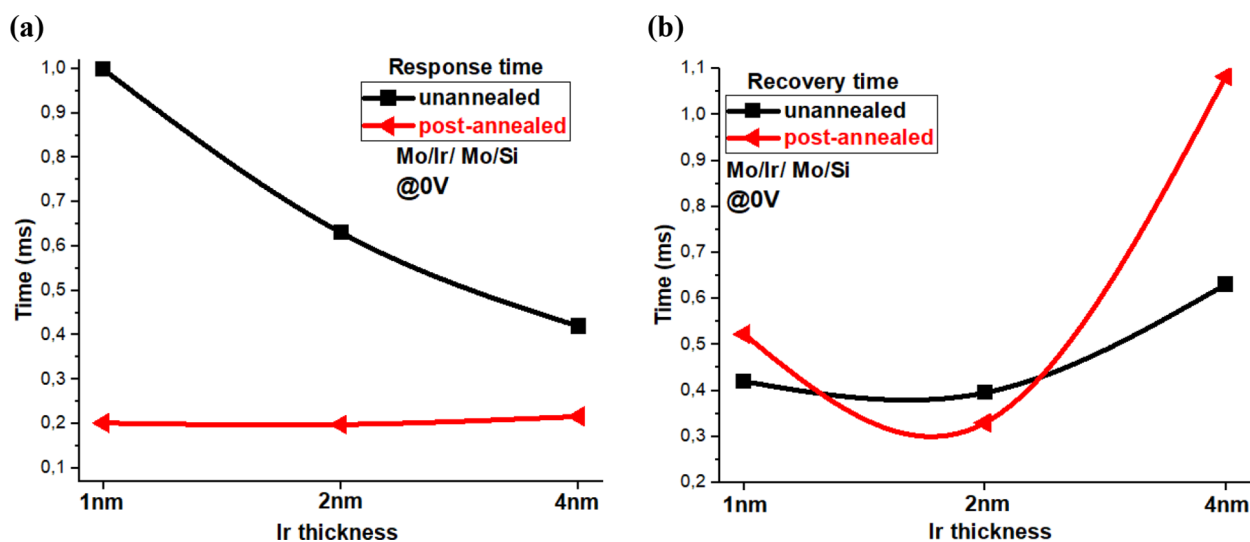 (a)
Response time
unannealed
post-annealed
Mo/Ir/ Mo/Si
@0V
Time (ms)
1,0
0,9
0,8
0,7
0,6
0,5
0,4
0,3
0,2
0,1
1nm 2nm 4nm
Ir thickness
(b)
Recovery time
unannealed
post-annealed
Mo/Ir/ Mo/Si
@0V
Time (ms)
1,1
1,0
0,9
0,8
0,7
0,6
0,5
0,4
0,3
0,2
1nm 2nm 4nm
Ir thickness